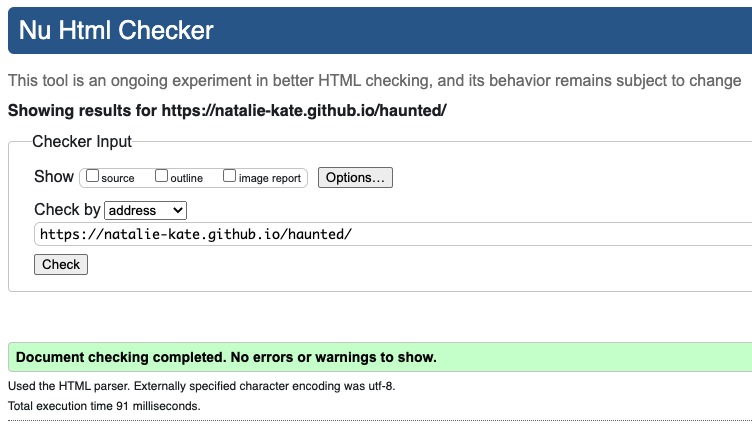 Nu Html Checker
This tool is an ongoing experiment in better HTML checking, and its behavior remains subject to change
Showing results for https://natalie-kate.github.io/haunted/
Checker Input
Show source outline image report Options...
Check by address
https://natalie-kate.github.io/haunted/
Check
Document checking completed. No errors or warnings to show.
Used the HTML parser. Externally specified character encoding was utf-8.
Total execution time 91 milliseconds.